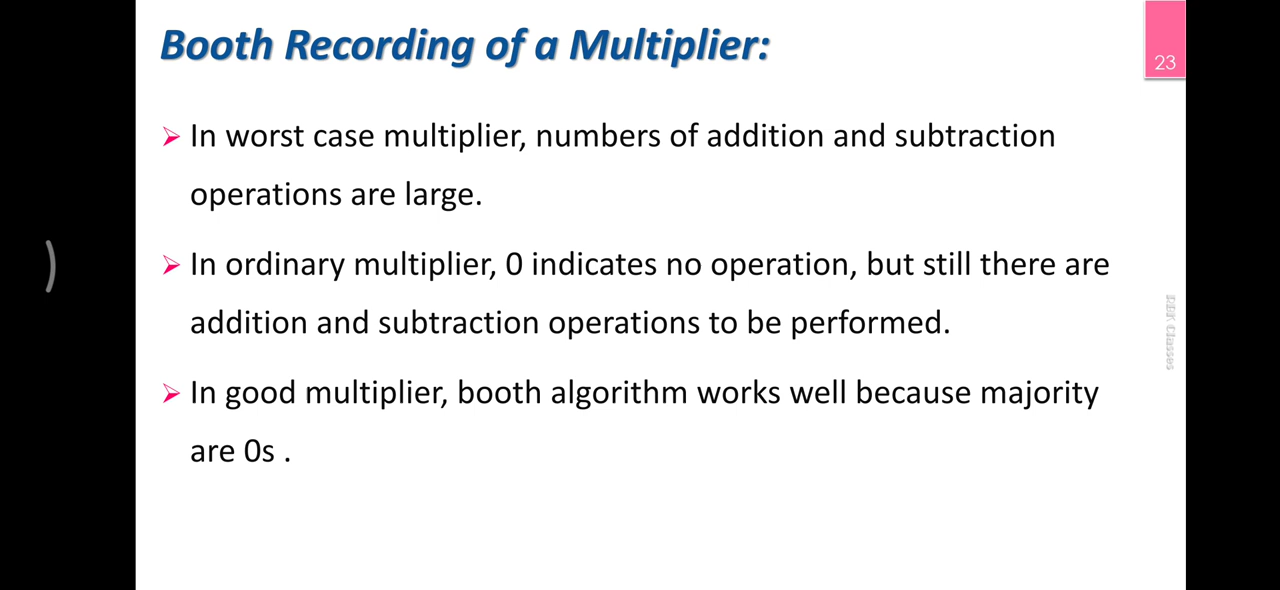 Booth Recording of a Multiplier:
23
In worst case multiplier, numbers of addition and subtraction
operations are large.
In ordinary multiplier, 0 indicates no operation, but still there are
addition and subtraction operations to be performed.
In good multiplier, booth algorithm works well because majority
are 0s .
Classes